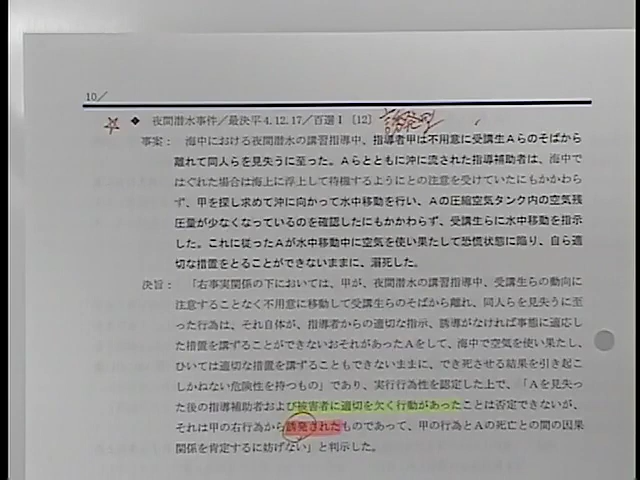 10／
☆ ◆ 夜間潜水事件／最決平4.12.17／百選Ⅰ［12］ 誘発型
事案： 海中における夜間潜水の講習指導中、指導者甲は不用意に受講生Aらのそばから
離れて同人らを見失うに至った。Aらとともに沖に流された指導補助者は、海中で
はぐれた場合は海上に浮上して待機するようにとの注意を受けていたにもかかわら
ず、甲を探し求めて沖に向かって水中移動を行い、Aの圧縮空気タンク内の空気残
圧量が少なくなっているのを確認したにもかかわらず、受講生らに水中移動を指示
した。これに従ったAが水中移動中に空気を使い果たして恐慌状態に陥り、自ら適
切な措置をとることができないままに、溺死した。
決旨： 「右事実関係の下においては、甲が、夜間潜水の講習指導中、受講生らの動向に
注意することなく不用意に移動して受講生らのそばから離れ、同人らを見失うに至
った行為は、それ自体が、指導者からの適切な指示、誘導がなければ事態に適応し
た措置を講ずることができないおそれがあったAをして、海中で空気を使い果たし、
ひいては適切な措置を講ずることもできないままに、でき死させる結果を引き起こ
しかねない危険性を持つもの」であり、実行行為性を認定した上で、「Aを見失っ
た後の指導補助者および被害者に適切を欠く行動があったことは否定できないが、
それは甲の右行為から誘発されたものであって、甲の行為とAの死亡との間の因果
関係を肯定するに妨げない」と判示した。